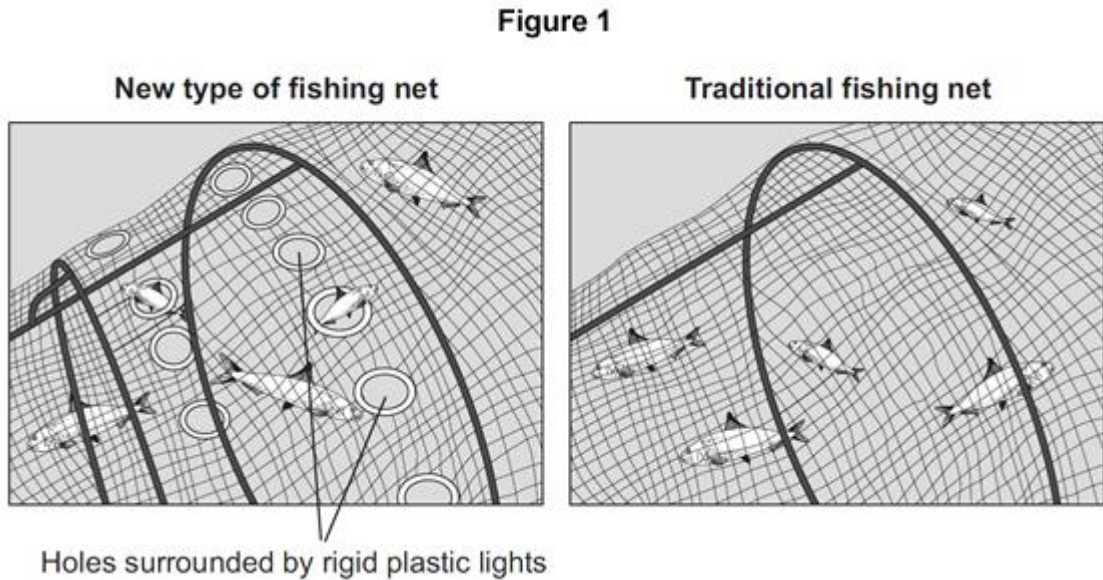 Figure 1
New type of fishing net
Traditional fishing net
Holes surrounded by rigid plastic lights